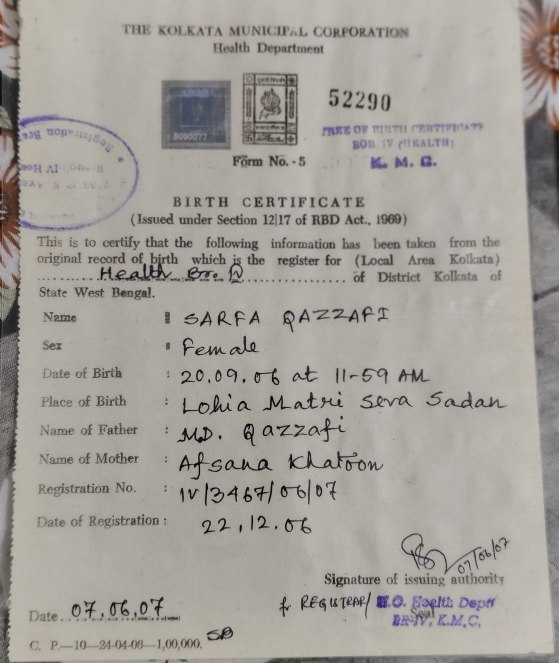 THE KOLKATA MUNICIPAL CORPORATION
Health Department
B030077
52290
FREE OF BIRTH CERTIFICATE
BOR IV (HEALTH)
K. M. C.
Form No. - 5
Registration
BIRTH CERTIFICATE
(Issued under Section 12|17 of RBD Act., 1969)
This is to certify that the following information has been taken from the
original record of birth which is the register for (Local Area Kolkata)
Health Bro IV of District Kolkata of
State West Bengal.
Name : SARFA QAZZAFI
Sex : Female
Date of Birth : 20.09.06 at 11-59 AM
Place of Birth : Lohia Matri Seva Sadan
Name of Father : MD. Qazzafi
Name of Mother : Afsana Khatoon
Registration No. : IV/3467/06/07
Date of Registration : 22.12.06
07/06/07
Signature of issuing authority
for REGISTRAR/ H.O. Health Deptt
Seal
BR-IV, K.M.C.
Date 07.06.07
C. P.—10—24-04-06—1,00,000.